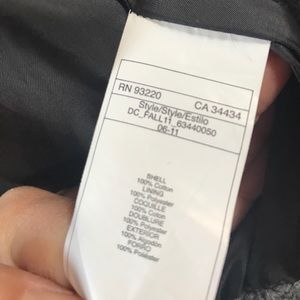 RN 93220 CA 34434
Style/Style/Estilo
DC_FALL11_63440050
06-11
SHELL
100% Cotton
LINING
100% Polyester
COQUILLE
100% Coton
DOUBLURE
100% Polyester
EXTERIOR
100% Algodón
FORRO
100% Poliéster